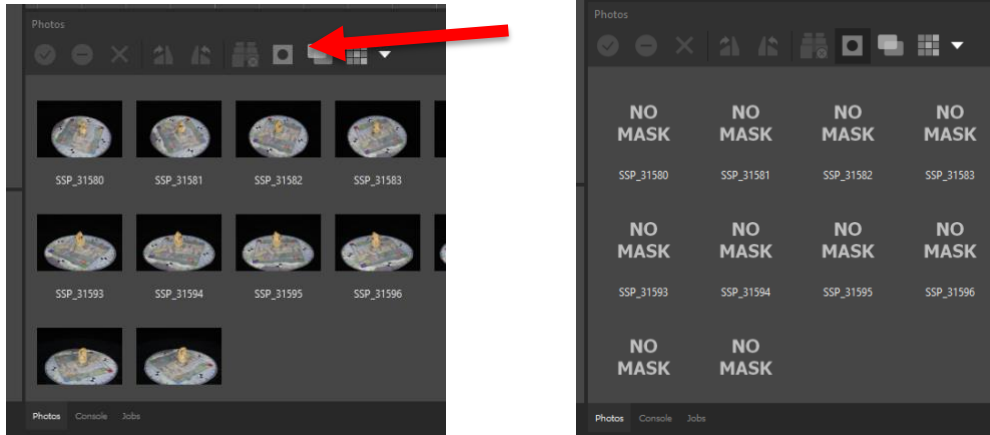 Photos
SSP_31580 SSP_31581 SSP_31582 SSP_31583
SSP_31593 SSP_31594 SSP_31595 SSP_31596
Photos Console Jobs
Photos
NO MASK NO MASK NO MASK NO MASK
SSP_31580 SSP_31581 SSP_31582 SSP_31583
NO MASK NO MASK NO MASK NO MASK
SSP_31593 SSP_31594 SSP_31595 SSP_31596
NO MASK NO MASK
Photos Console Jobs